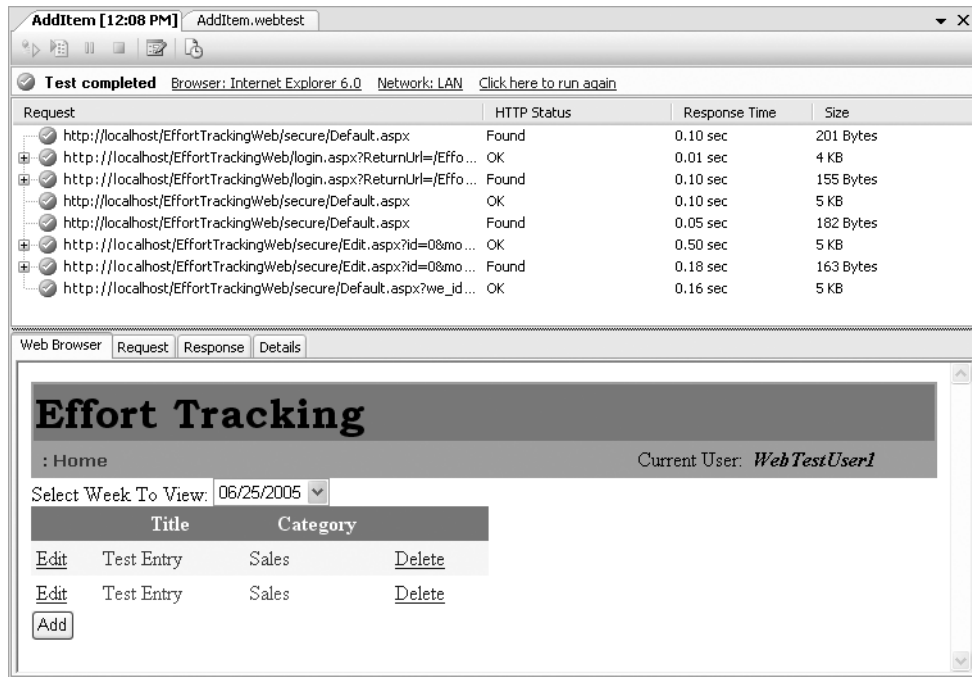 AddItem [12:08 PM] AddItem.webtest
Test completed Browser: Internet Explorer 6.0 Network: LAN Click here to run again
Request HTTP Status Response Time Size
http://localhost/EffortTrackingWeb/secure/Default.aspx Found 0.10 sec 201 Bytes
http://localhost/EffortTrackingWeb/login.aspx?ReturnUrl=/Effo... OK 0.01 sec 4 KB
http://localhost/EffortTrackingWeb/login.aspx?ReturnUrl=/Effo... Found 0.10 sec 155 Bytes
http://localhost/EffortTrackingWeb/secure/Default.aspx OK 0.10 sec 5 KB
http://localhost/EffortTrackingWeb/secure/Default.aspx Found 0.05 sec 182 Bytes
http://localhost/EffortTrackingWeb/secure/Edit.aspx?id=0&mo... OK 0.50 sec 5 KB
http://localhost/EffortTrackingWeb/secure/Edit.aspx?id=0&mo... Found 0.18 sec 163 Bytes
http://localhost/EffortTrackingWeb/secure/Default.aspx?we_id... OK 0.16 sec 5 KB
Web Browser Request Response Details
Effort Tracking
: Home Current User: WebTestUser1
Select Week To View: 06/25/2005
Title Category
Edit Test Entry Sales Delete
Edit Test Entry Sales Delete
Add